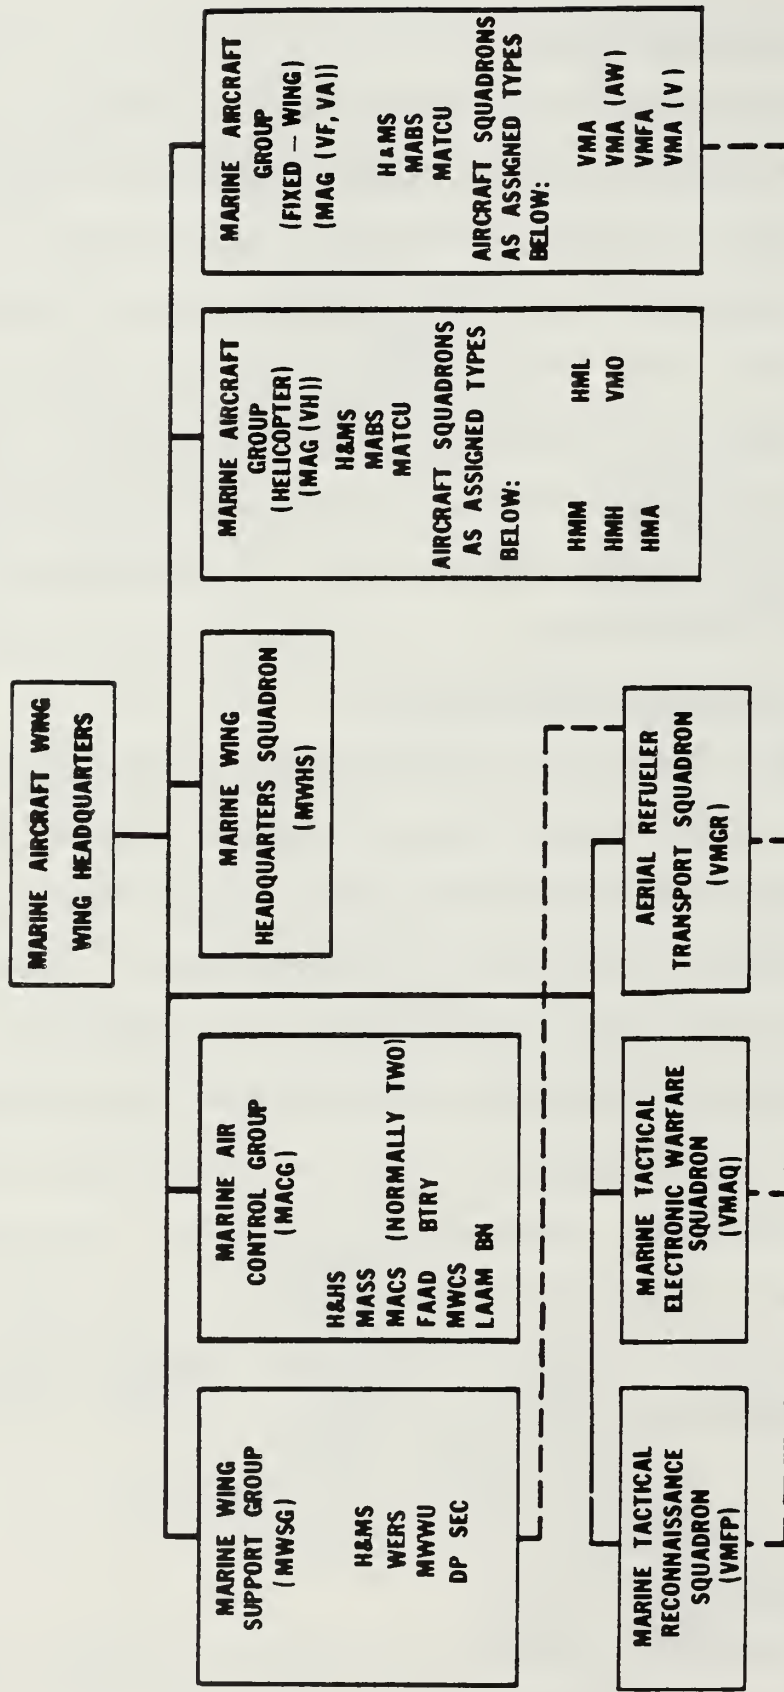 MARINE AIRCRAFT WING
WING HEADQUARTERS
MARINE WING
SUPPORT GROUP
(MWSG)
H&MS
WERS
MWWU
DP SEC
MARINE AIR
CONTROL GROUP
(MACG)
H&HS
MASS
MACS (NORMALLY TWO)
FAAD BTRY
MWCS
LAAM BN
MARINE WING
HEADQUARTERS SQUADRON
(MWHS)
MARINE AIRCRAFT
GROUP
(HELICOPTER)
(MAG (VH))
H&MS
MABS
MATCU
AIRCRAFT SQUADRONS
AS ASSIGNED TYPES
BELOW:
HMM HML
HMH VMO
HMA
MARINE AIRCRAFT
GROUP
(FIXED – WING)
(MAG (VF, VA))
H&MS
MABS
MATCU
AIRCRAFT SQUADRONS
AS ASSIGNED TYPES
BELOW:
VMA
VMA (AW)
VMFA
VMA (V)
MARINE TACTICAL
RECONNAISSANCE
SQUADRON
(VMFP)
MARINE TACTICAL
ELECTRONIC WARFARE
SQUADRON
(VMAQ)
AERIAL REFUELER
TRANSPORT SQUADRON
(VMGR)